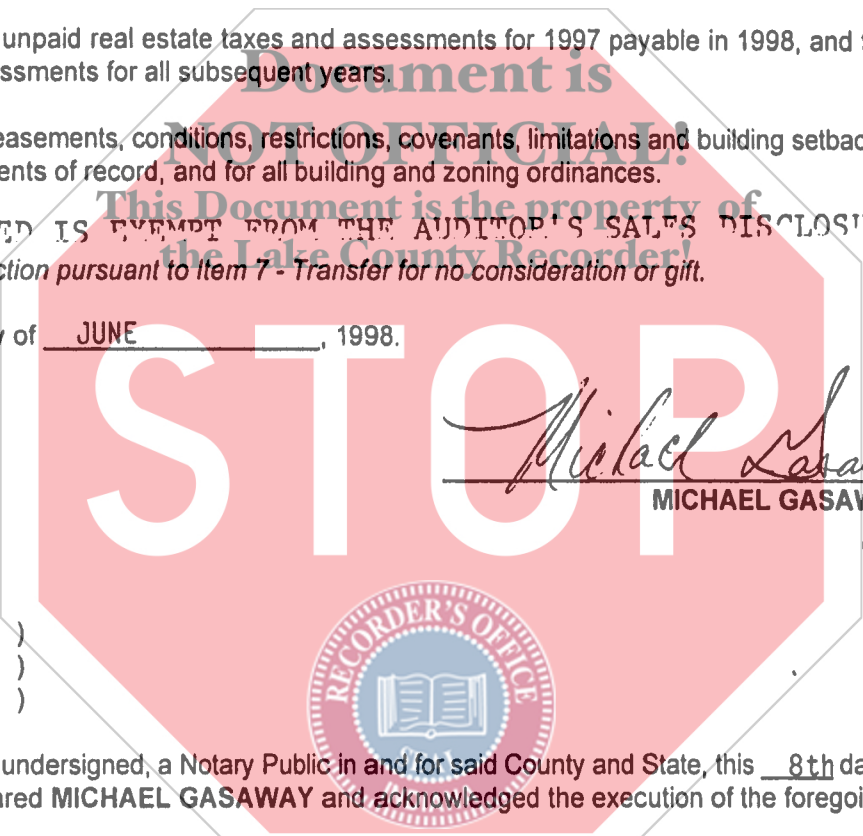 unpaid real estate taxes and assessments for 1997 payable in 1998, and
ssments for all subsequent years.
Document is
easements, conditions, restrictions, covenants, limitations and building setbac
NOT OFFICIAL!
ents of record, and for all building and zoning ordinances.
This Document is the property of
ED IS EXEMPT FROM THE AUDITOR'S SALES DISCLOSU
the Lake County Recorder!
ction pursuant to Item 7 - Transfer for no consideration or gift.
y of JUNE, 1998.
STOP
Michael Gasa
MICHAEL GASAW
)
)
)
RECORDER'S OFFICE
SEAL
undersigned, a Notary Public in and for said County and State, this 8th da
ared MICHAEL GASAWAY and acknowledged the execution of the foregoi